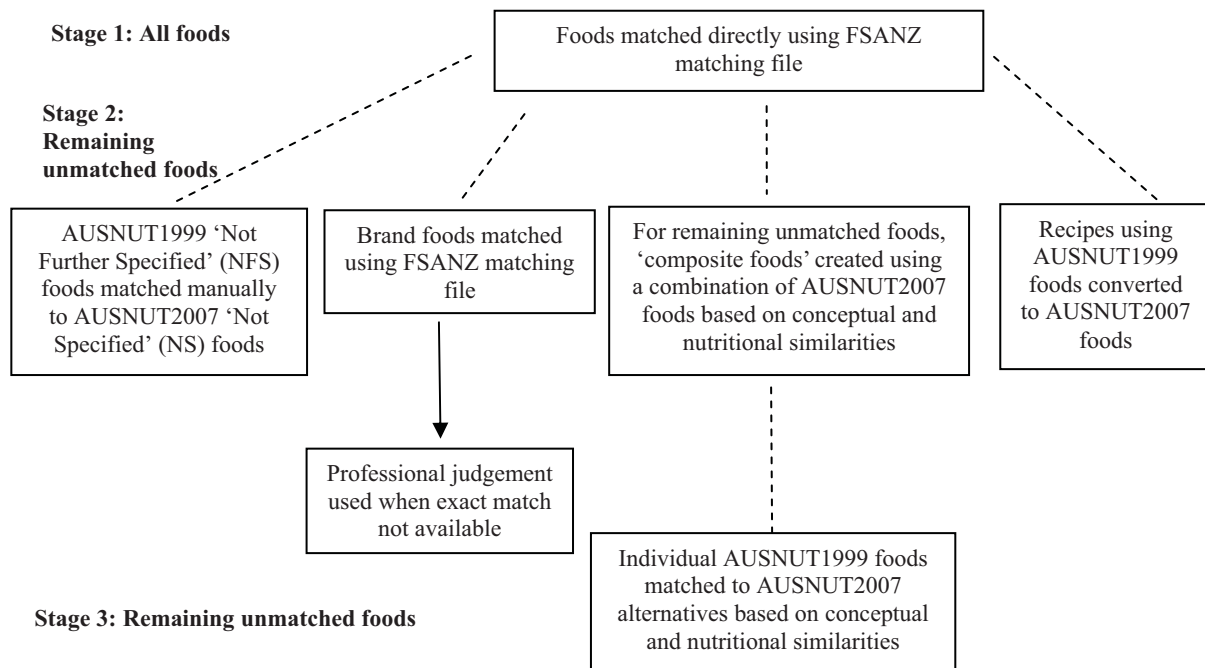 Stage 1: All foods
Foods matched directly using FSANZ
matching file
Stage 2:
Remaining
unmatched foods
AUSNUT1999 ‘Not
Further Specified’ (NFS)
foods matched manually
to AUSNUT2007 ‘Not
Specified’ (NS) foods
Brand foods matched
using FSANZ matching
file
For remaining unmatched foods,
‘composite foods’ created using
a combination of AUSNUT2007
foods based on conceptual and
nutritional similarities
Recipes using
AUSNUT1999
foods converted
to AUSNUT2007
foods
Professional judgement
used when exact match
not available
Stage 3: Remaining unmatched foods
Individual AUSNUT1999 foods
matched to AUSNUT2007
alternatives based on conceptual
and nutritional similarities